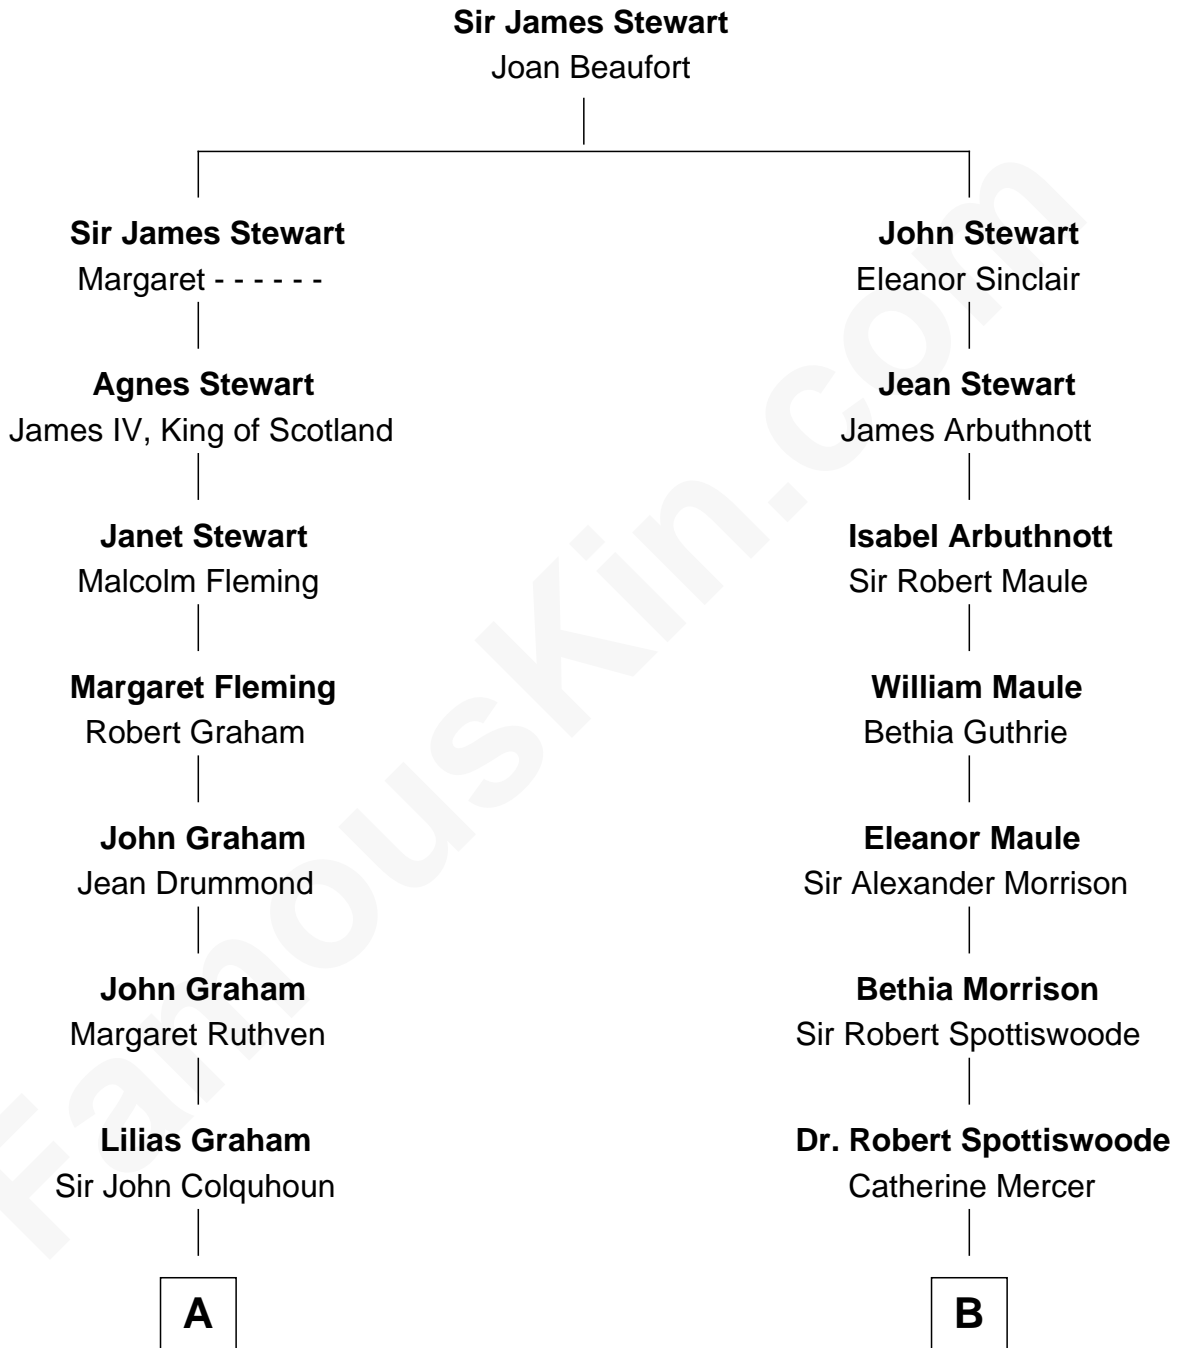 Sir James Stewart
Joan Beaufort
Sir James Stewart
Margaret - - - - - -
Agnes Stewart
James IV, King of Scotland
Janet Stewart
Malcolm Fleming
Margaret Fleming
Robert Graham
John Graham
Jean Drummond
John Graham
Margaret Ruthven
Lilias Graham
Sir John Colquhoun
A
John Stewart
Eleanor Sinclair
Jean Stewart
James Arbuthnott
Isabel Arbuthnott
Sir Robert Maule
William Maule
Bethia Guthrie
Eleanor Maule
Sir Alexander Morrison
Bethia Morrison
Sir Robert Spottiswoode
Dr. Robert Spottiswoode
Catherine Mercer
B
FamousKin.com